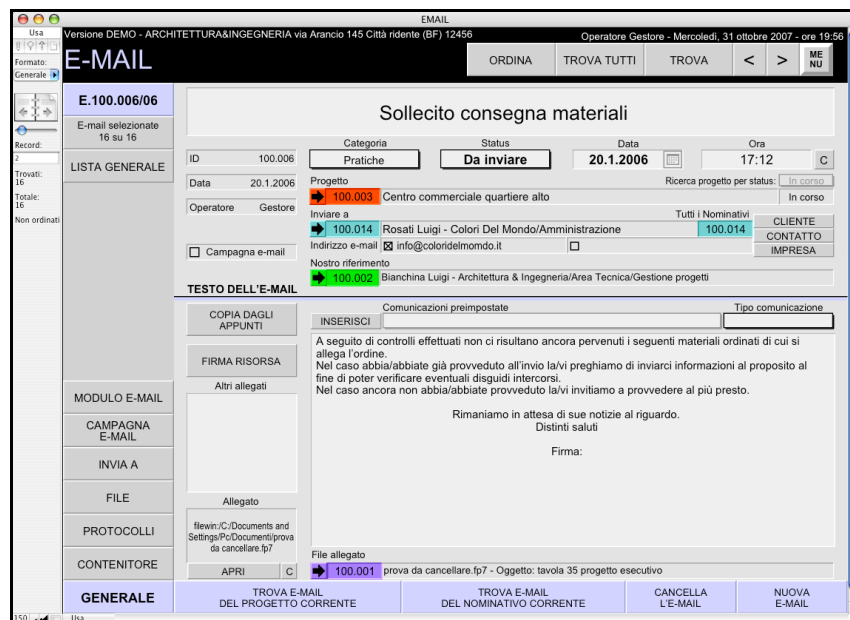 EMAIL
Usa
Versione DEMO - ARCHITETTURA&INGEGNERIA via Arancio 145 Città ridente (BF) 12456
Operatore Gestore - Mercoledì, 31 ottobre 2007 - ore 19:56
Formato:
Generale
E-MAIL
ORDINA
TROVA TUTTI
TROVA
<
>
ME
NU
Record:
2
Trovati:
16
Totale:
16
Non ordinati
E.100.006/06
E-mail selezionate
16 su 16
LISTA GENERALE
Sollecito consegna materiali
Categoria
Status
Data
Ora
Pratiche
Da inviare
20.1.2006
17:12
C
ID 100.006
Data 20.1.2006
Operatore Gestore
Campagna e-mail
TESTO DELL'E-MAIL
Progetto
Ricerca progetto per status: In corso
100.003 Centro commerciale quartiere alto
In corso
Inviare a
Tutti i Nominativi
100.014 Rosati Luigi - Colori Del Mondo/Amministrazione
100.014
CLIENTE
CONTATTO
IMPRESA
Indirizzo e-mail info@coloridelmomdo.it
Nostro riferimento
100.002 Bianchina Luigi - Architettura & Ingegneria/Area Tecnica/Gestione progetti
COPIA DAGLI
APPUNTI
FIRMA RISORSA
Altri allegati
Comunicazioni preimpostate
Tipo comunicazione
INSERISCI
A seguito di controlli effettuati non ci risultano ancora pervenuti i seguenti materiali ordinati di cui si
allega l'ordine.
Nel caso abbia/abbiate già provveduto all'invio la/vi preghiamo di inviarci informazioni al proposito al
fine di poter verificare eventuali disguidi intercorsi.
Nel caso ancora non abbia/abbiate provveduto la/vi invitiamo a provvedere al più presto.
Rimaniamo in attesa di sue notizie al riguardo.
Distinti saluti
Firma:
MODULO E-MAIL
CAMPAGNA
E-MAIL
INVIA A
FILE
PROTOCOLLI
CONTENITORE
GENERALE
Allegato
filewin:/C:/Documents and
Settings/Pc/Documenti/prova
da cancellare.fp7
APRI
C
File allegato
100.001 prova da cancellare.fp7 - Oggetto: tavola 35 progetto esecutivo
TROVA E-MAIL
DEL PROGETTO CORRENTE
TROVA E-MAIL
DEL NOMINATIVO CORRENTE
CANCELLA
L'E-MAIL
NUOVA
E-MAIL
150
Usa